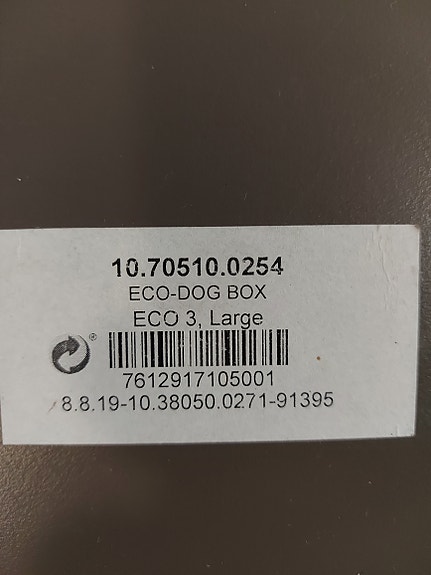 10.70510.0254
ECO-DOG BOX
ECO 3, Large
®
7612917105001
8.8.19-10.38050.0271-91395